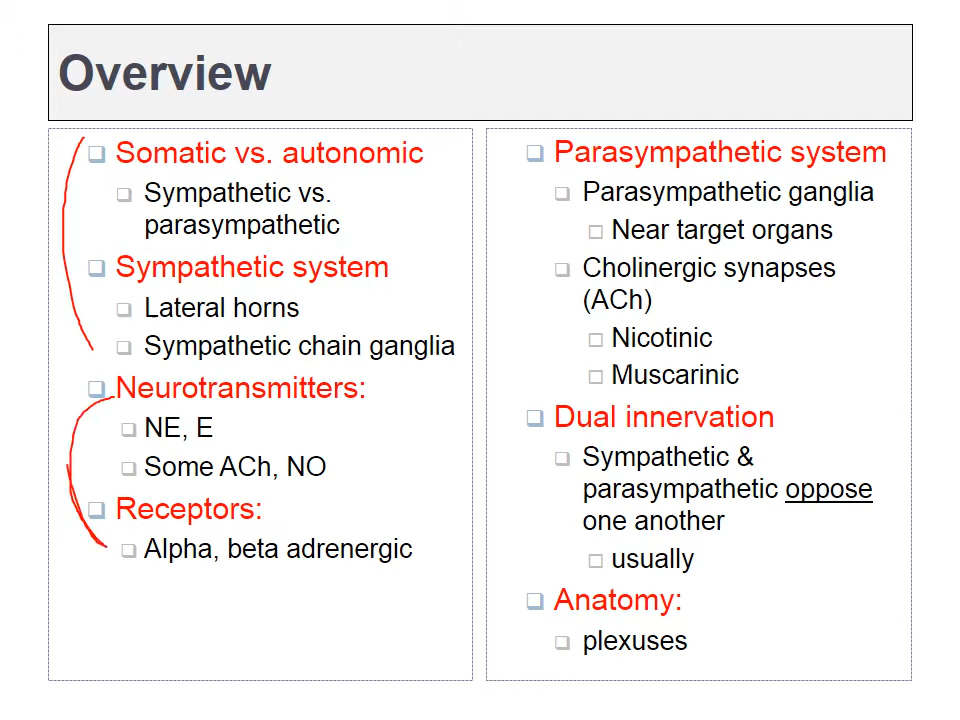 Overview
Somatic vs. autonomic
Sympathetic vs.
parasympathetic
Sympathetic system
Lateral horns
Sympathetic chain ganglia
Neurotransmitters:
NE, E
Some ACh, NO
Receptors:
Alpha, beta adrenergic
Parasympathetic system
Parasympathetic ganglia
Near target organs
Cholinergic synapses
(ACh)
Nicotinic
Muscarinic
Dual innervation
Sympathetic &
parasympathetic oppose
one another
usually
Anatomy:
plexuses